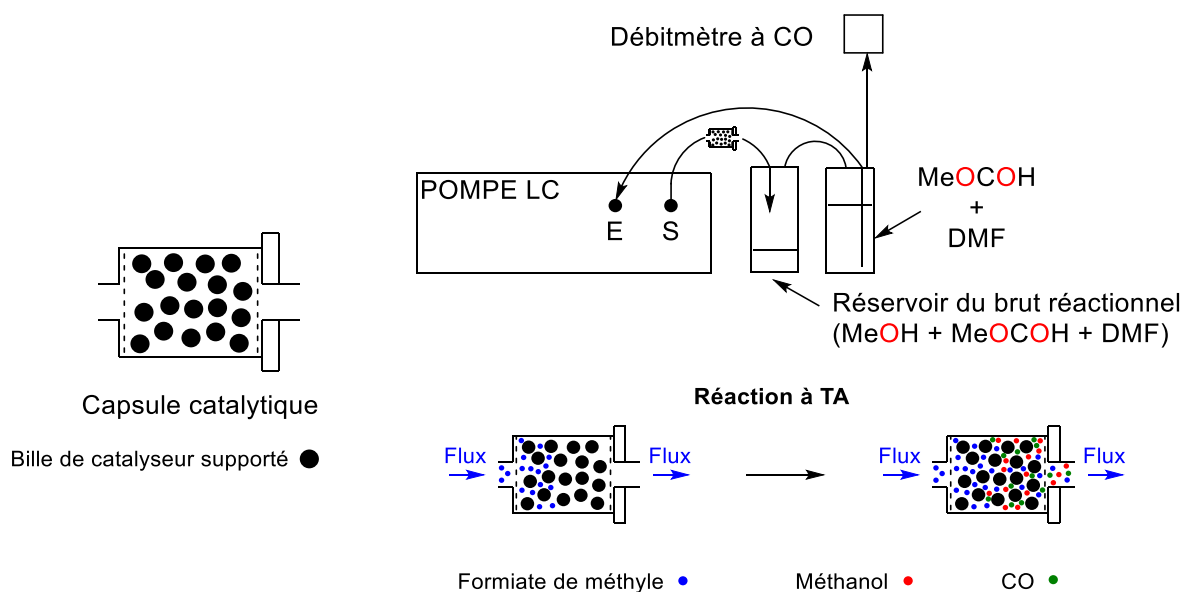 Débitmètre à CO
POMPE LC
E
S
MeOCOH
+
DMF
Réservoir du brut réactionnel
(MeOH + MeOCOH + DMF)
Capsule catalytique
Bille de catalyseur supporté
Réaction à TA
Flux
Flux
Flux
Flux
Formiate de méthyle
Méthanol
CO